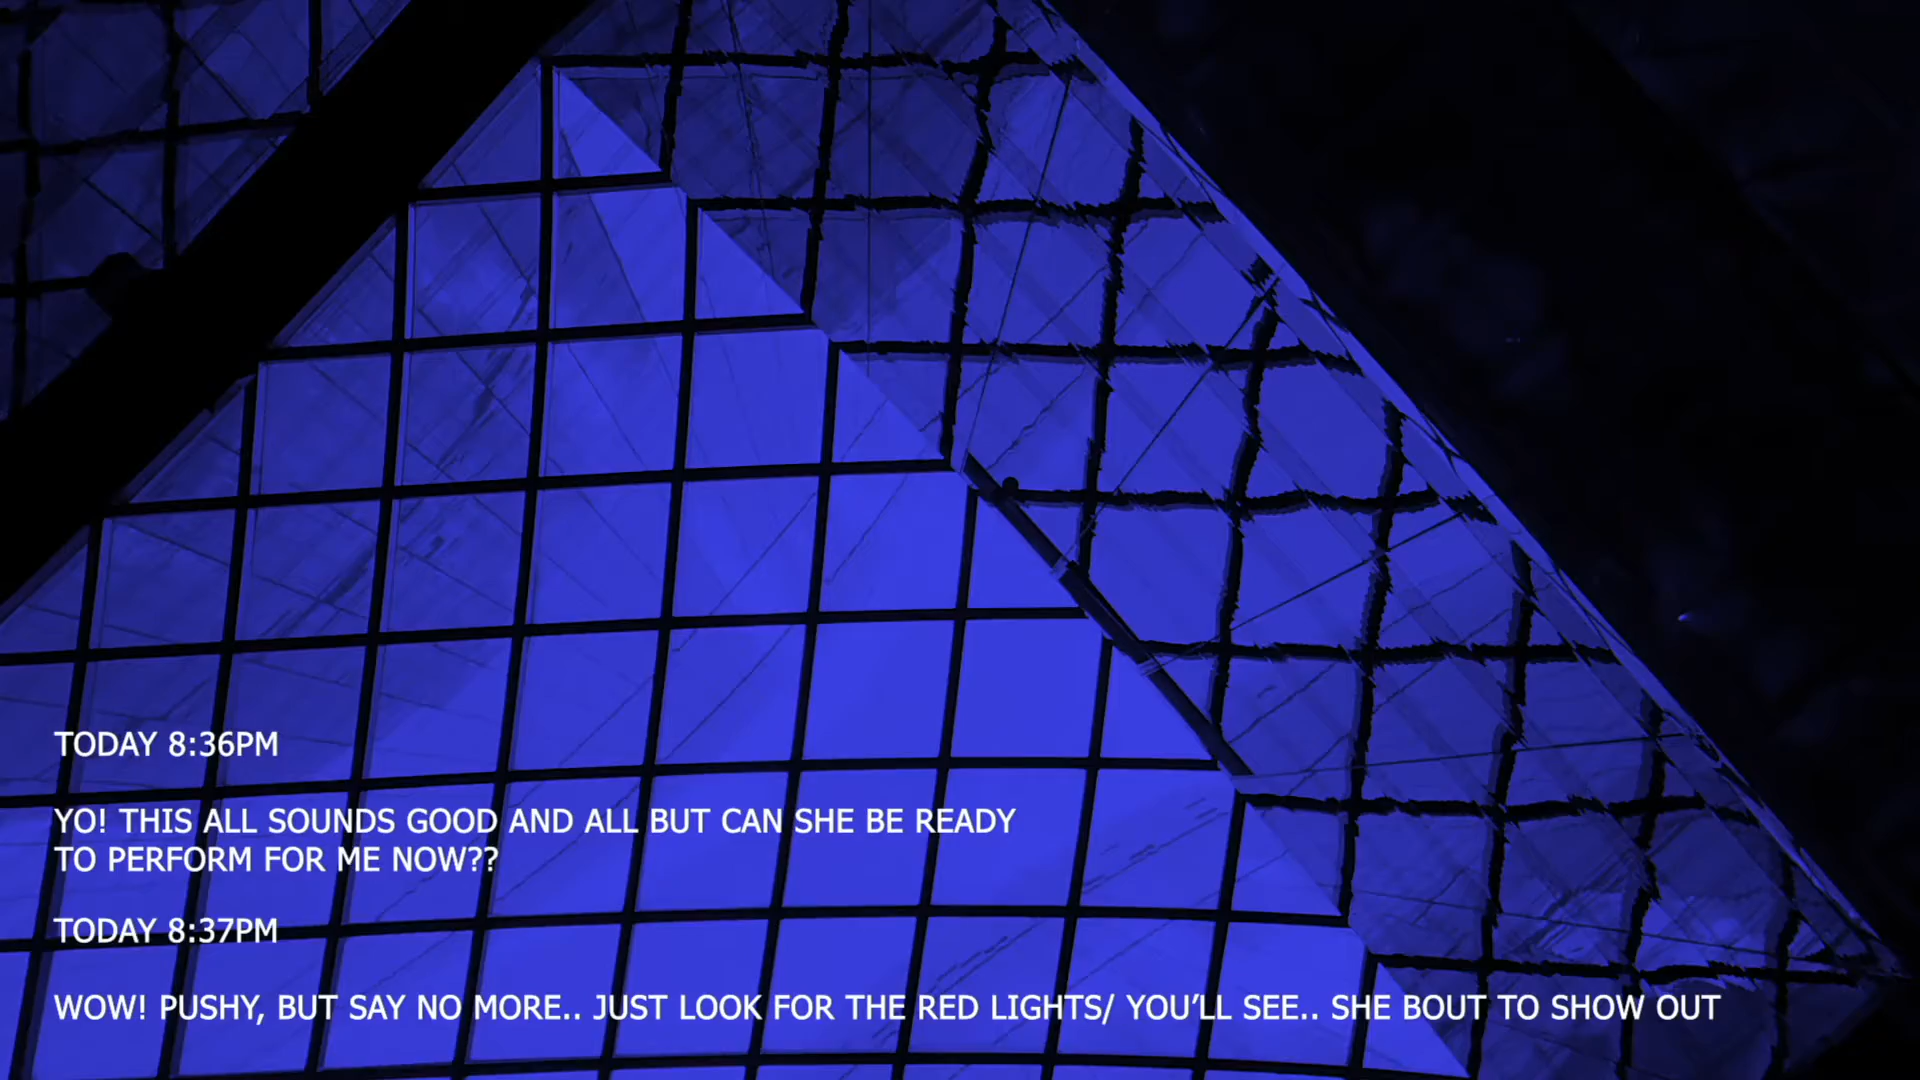 TODAY 8:36PM
YO! THIS ALL SOUNDS GOOD AND ALL BUT CAN SHE BE READY
TO PERFORM FOR ME NOW??
TODAY 8:37PM
WOW! PUSHY, BUT SAY NO MORE.. JUST LOOK FOR THE RED LIGHTS/ YOU’LL SEE.. SHE BOUT TO SHOW OUT